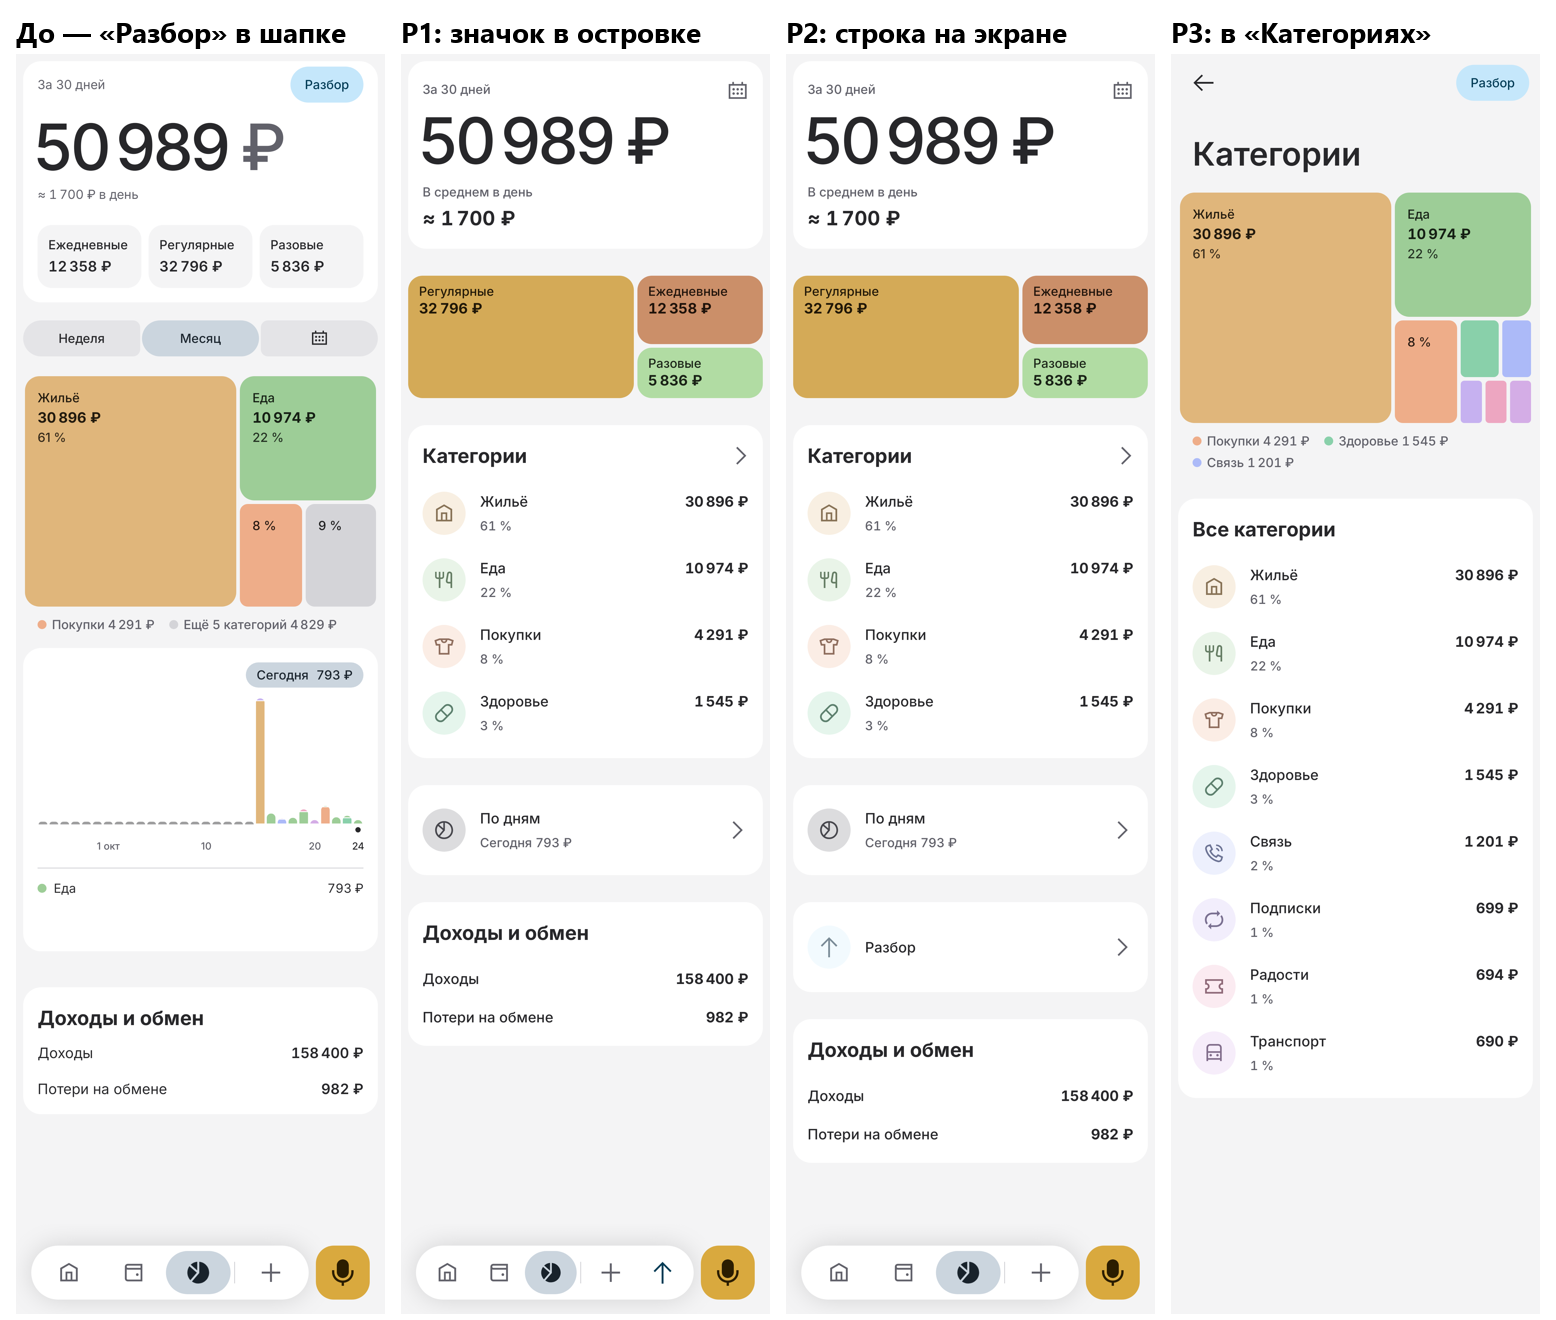 До — «Разбор» в шапке
За 30 дней
Разбор
50 989 ₽
≈ 1 700 ₽ в день
Ежедневные
12 358 ₽
Регулярные
32 796 ₽
Разовые
5 836 ₽
Неделя
Месяц
Жильё
30 896 ₽
61 %
Еда
10 974 ₽
22 %
8 %
9 %
Покупки 4 291 ₽
Ещё 5 категорий 4 829 ₽
Сегодня 793 ₽
1 окт
10
20
24
Еда
793 ₽
Доходы и обмен
Доходы
158 400 ₽
Потери на обмене
982 ₽
P1: значок в островке
За 30 дней
50 989 ₽
В среднем в день
≈ 1 700 ₽
Регулярные
32 796 ₽
Ежедневные
12 358 ₽
Разовые
5 836 ₽
Категории
Жильё
30 896 ₽
61 %
Еда
10 974 ₽
22 %
Покупки
4 291 ₽
8 %
Здоровье
1 545 ₽
3 %
По дням
Сегодня 793 ₽
Доходы и обмен
Доходы
158 400 ₽
Потери на обмене
982 ₽
P2: строка на экране
За 30 дней
50 989 ₽
В среднем в день
≈ 1 700 ₽
Регулярные
32 796 ₽
Ежедневные
12 358 ₽
Разовые
5 836 ₽
Категории
Жильё
30 896 ₽
61 %
Еда
10 974 ₽
22 %
Покупки
4 291 ₽
8 %
Здоровье
1 545 ₽
3 %
По дням
Сегодня 793 ₽
Разбор
Доходы и обмен
Доходы
158 400 ₽
Потери на обмене
982 ₽
P3: в «Категориях»
Разбор
Категории
Жильё
30 896 ₽
61 %
Еда
10 974 ₽
22 %
8 %
Покупки 4 291 ₽
Здоровье 1 545 ₽
Связь 1 201 ₽
Все категории
Жильё
30 896 ₽
61 %
Еда
10 974 ₽
22 %
Покупки
4 291 ₽
8 %
Здоровье
1 545 ₽
3 %
Связь
1 201 ₽
2 %
Подписки
699 ₽
1 %
Радости
694 ₽
1 %
Транспорт
690 ₽
1 %